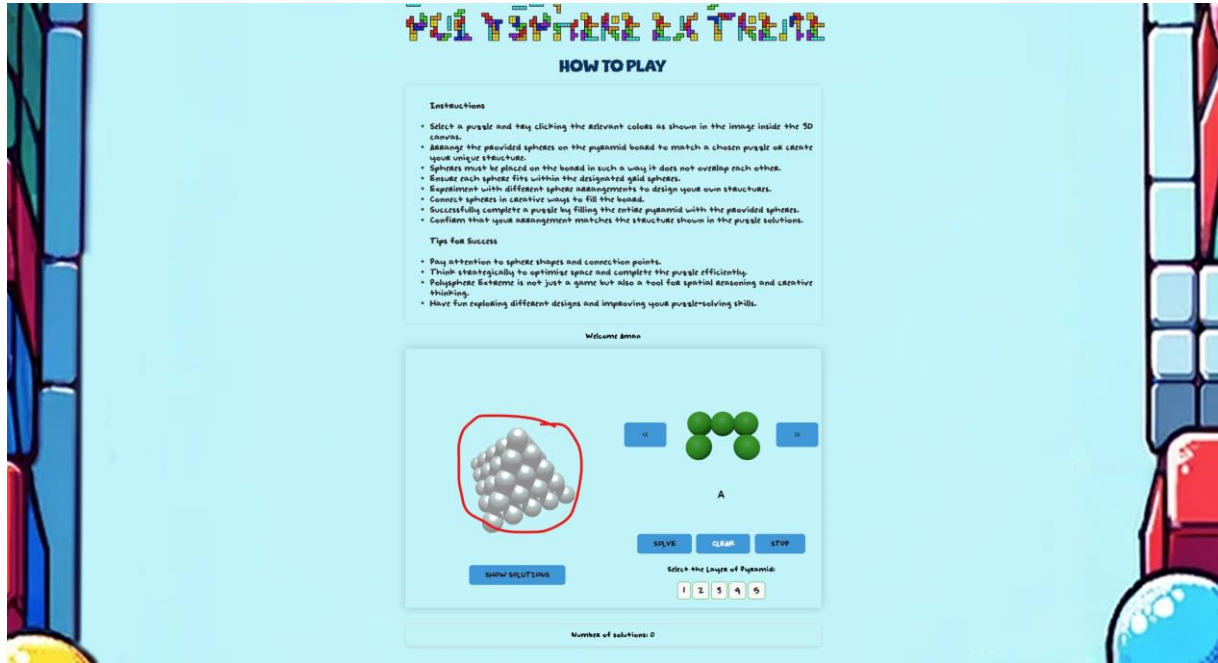 POLYSPHERE EXTREME
HOW TO PLAY
Instructions
Select a puzzle and try clicking the relevant colors as shown in the image inside the 3D
canvas.
Arrange the provided spheres on the pyramid board to match a chosen puzzle or create
your unique structure.
Spheres must be placed on the board in such a way it does not overlap each other.
Ensure each sphere fits within the designated grid spheres.
Experiment with different sphere arrangements to design your own structures.
Connect spheres in creative ways to fill the board.
Successfully complete a puzzle by filling the entire pyramid with the provided spheres.
Confirm that your arrangement matches the structure shown in the puzzle solutions.
Tips for Success
Pay attention to sphere shapes and connection points.
Think strategically to optimize space and complete the puzzle efficiently.
Polysphere Extreme is not just a game but also a tool for spatial reasoning and creative
thinking.
Have fun exploring different designs and improving your puzzle-solving skills.
Welcome Aman
« »
A
SOLVE CLEAR STOP
SHOW SOLUTIONS
Select the Layer of Pyramid:
1 2 3 4 5
Number of solutions: 0